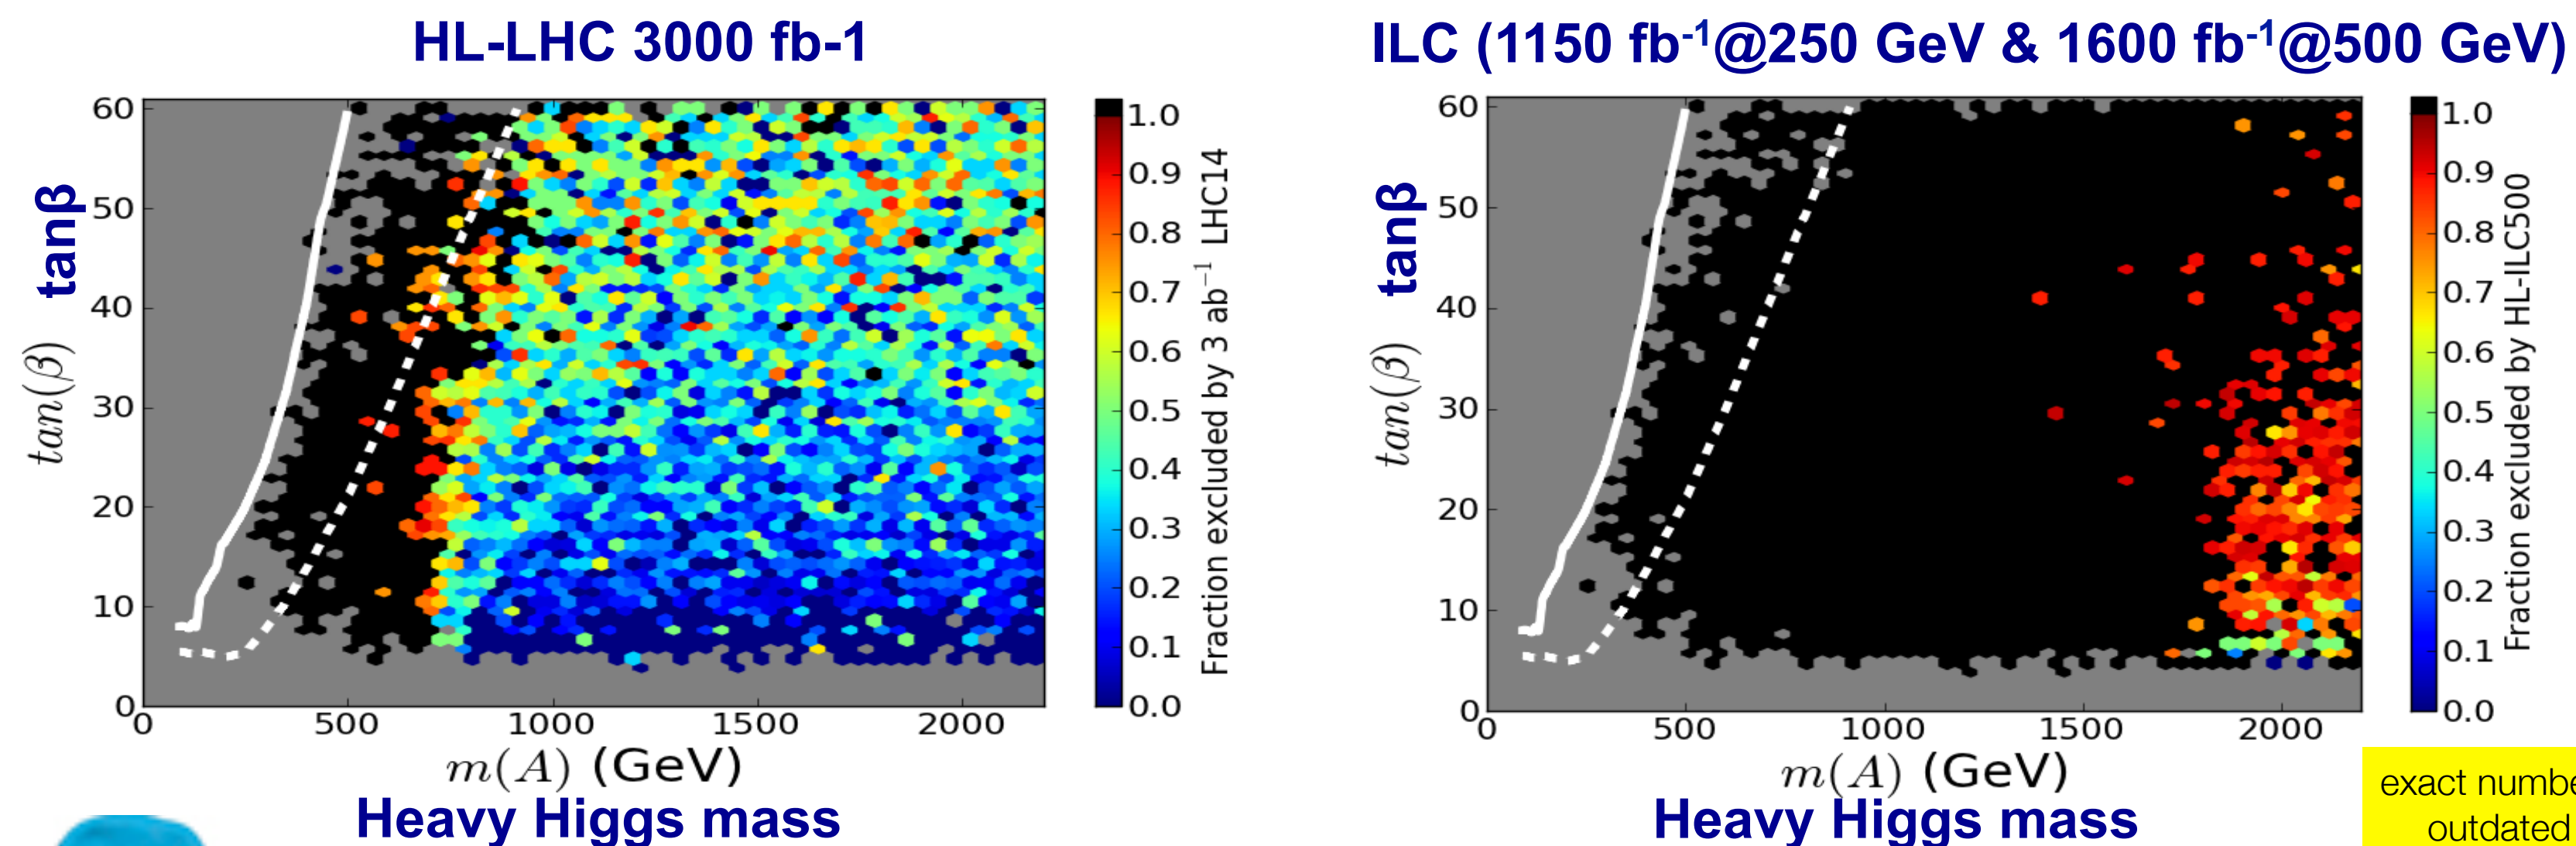 HL-LHC 3000 fb-1
60
50
40
30
20
10
0
tanβ
tan(β)
0 500 1000 1500 2000
m(A) (GeV)
Heavy Higgs mass
1.0
0.9
0.8
0.7
0.6
0.5
0.4
0.3
0.2
0.1
0.0
Fraction excluded by 3 ab⁻¹ LHC14
ILC (1150 fb⁻¹@250 GeV & 1600 fb⁻¹@500 GeV)
60
50
40
30
20
10
0
tanβ
tan(β)
0 500 1000 1500 2000
m(A) (GeV)
Heavy Higgs mass
1.0
0.9
0.8
0.7
0.6
0.5
0.4
0.3
0.2
0.1
0.0
Fraction excluded by HL-ILC500
exact
outdated